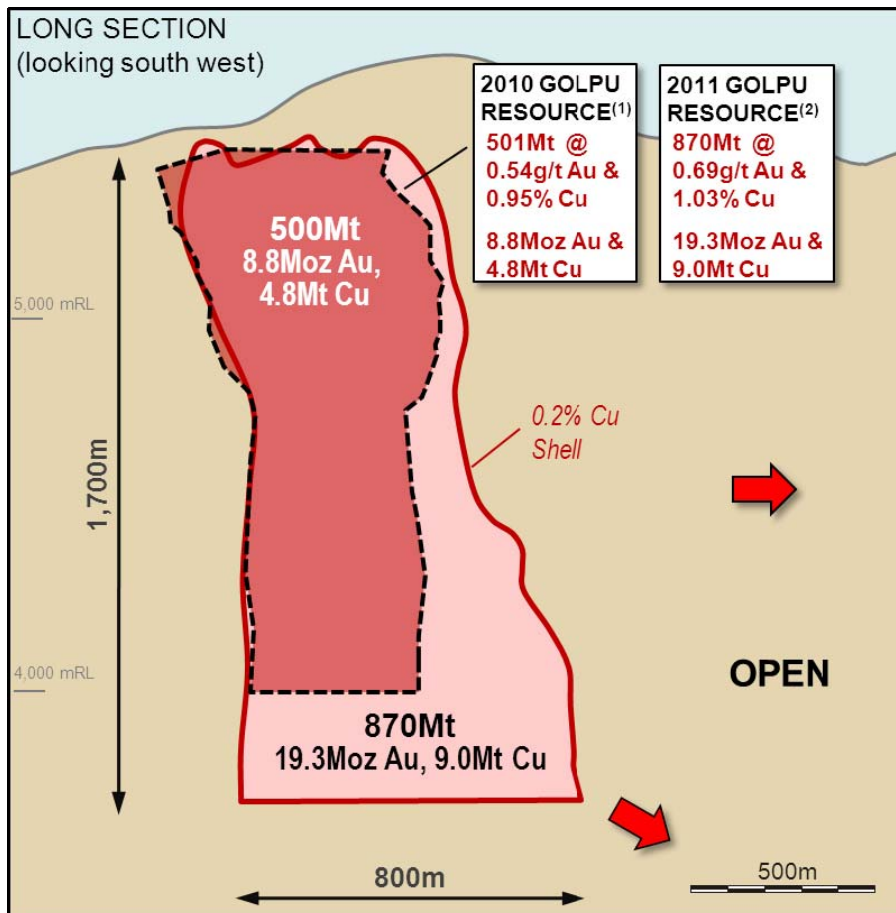 LONG SECTION
(looking south west)
2010 GOLPU
RESOURCE(1)
501Mt @
0.54g/t Au &
0.95% Cu
8.8Moz Au &
4.8Mt Cu
2011 GOLPU
RESOURCE(2)
870Mt @
0.69g/t Au &
1.03% Cu
19.3Moz Au &
9.0Mt Cu
500Mt
8.8Moz Au,
4.8Mt Cu
5,000 mRL
0.2% Cu
Shell
1,700m
4,000 mRL
OPEN
870Mt
19.3Moz Au, 9.0Mt Cu
800m
500m